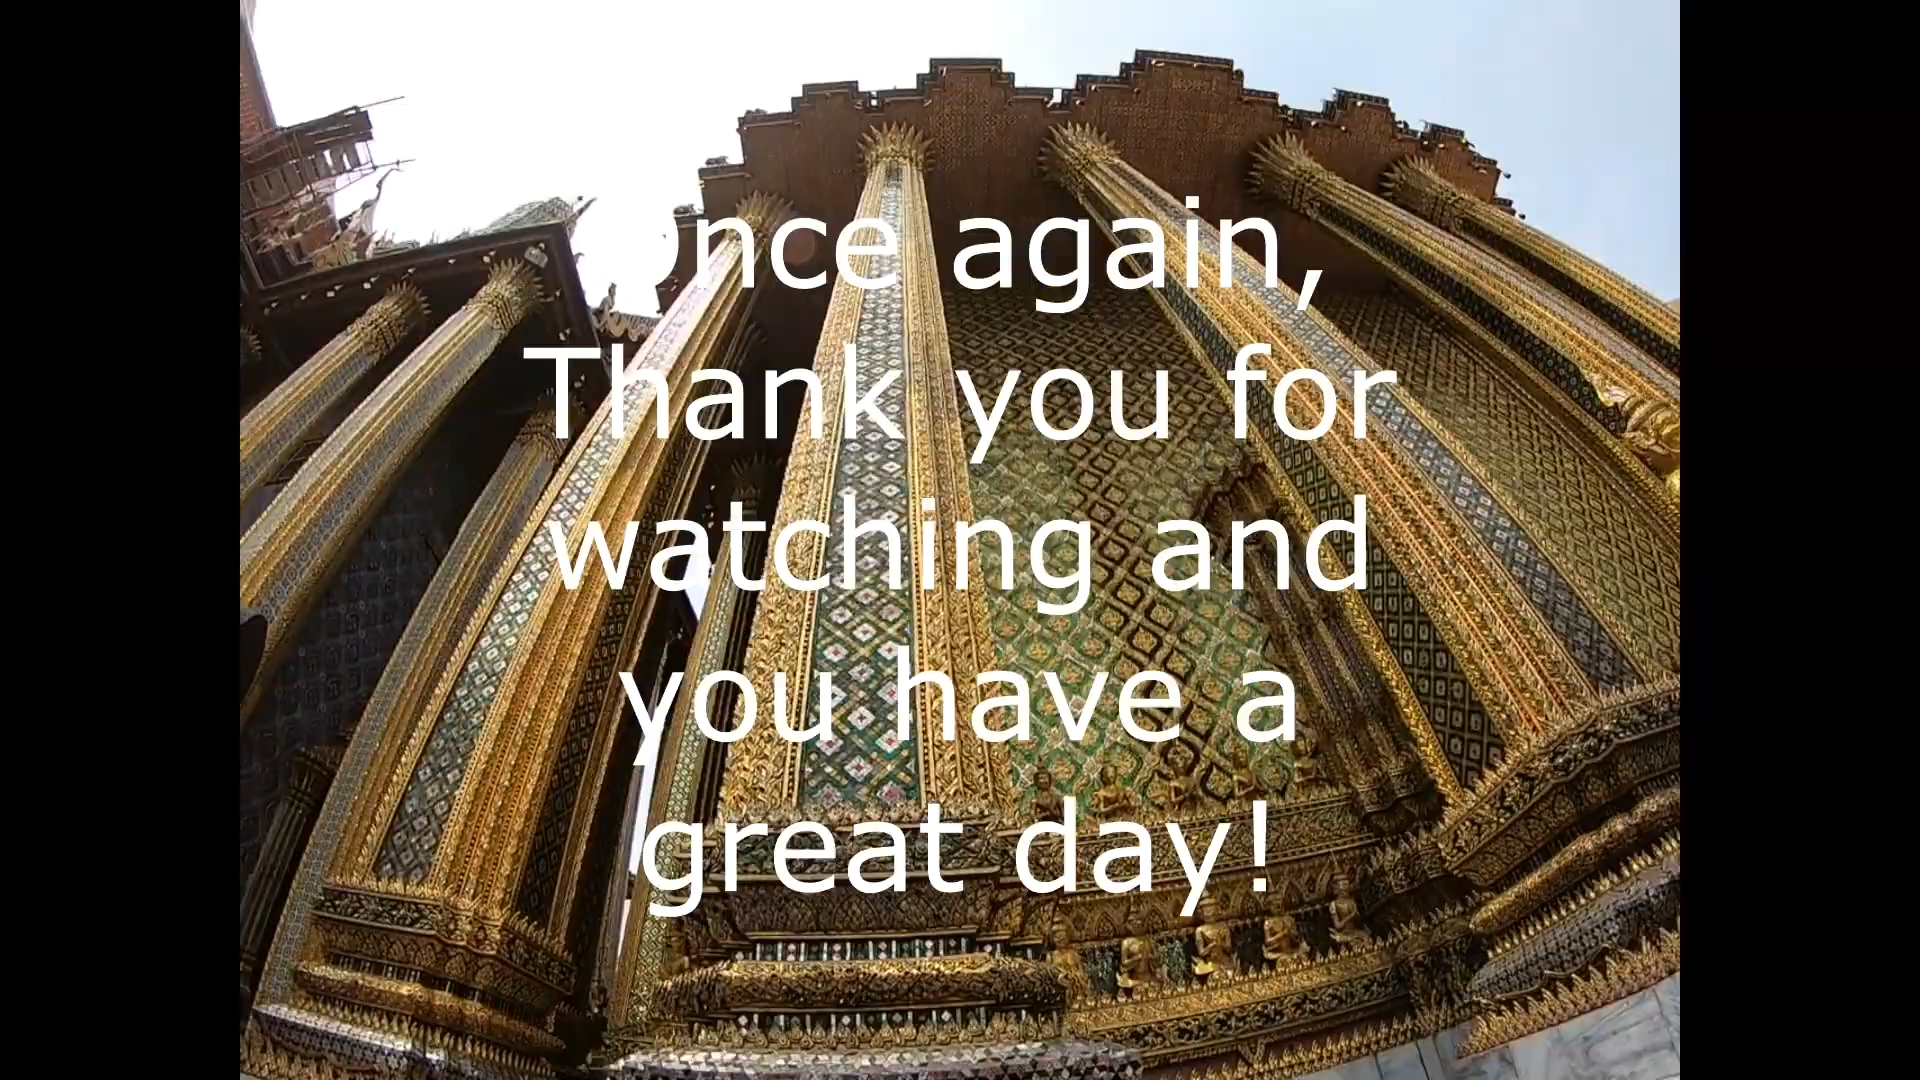 Once again,
Thank you for
watching and
you have a
great day!